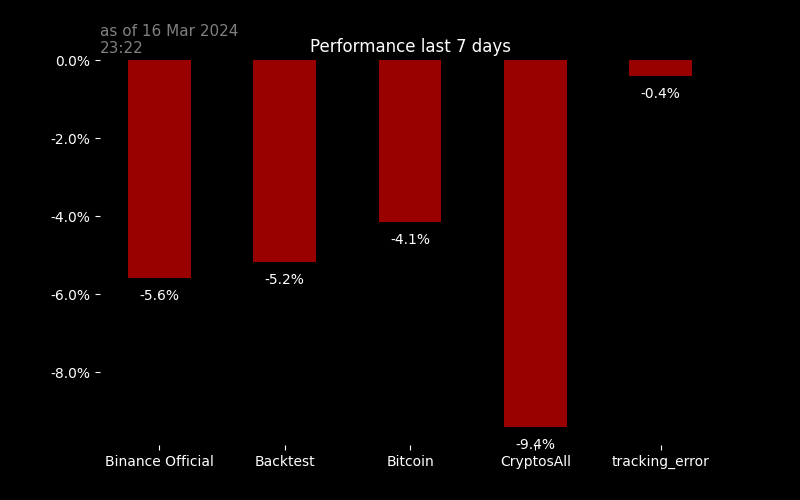 as of 16 Mar 2024
23:22
Performance last 7 days
0.0%
-2.0%
-4.0%
-6.0%
-8.0%
-5.6%
-5.2%
-4.1%
-9.4%
-0.4%
Binance Official
Backtest
Bitcoin
CryptosAll
tracking_error